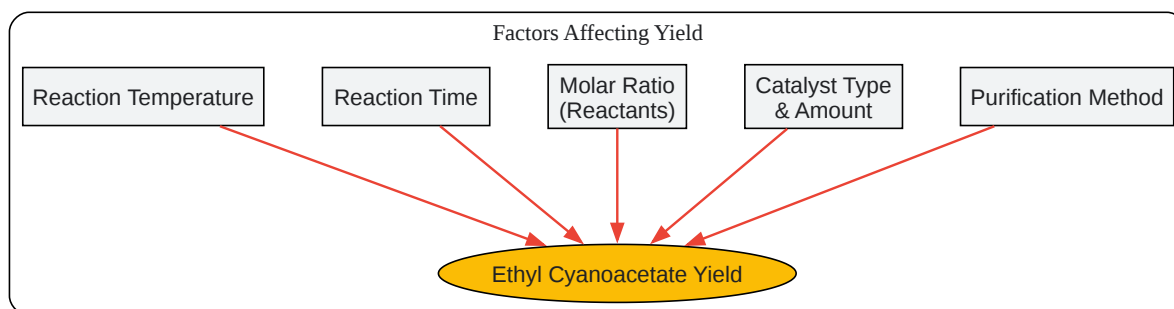 Factors Affecting Yield
Reaction Temperature
Reaction Time
Molar Ratio
(Reactants)
Catalyst Type
& Amount
Purification Method
Ethyl Cyanoacetate Yield